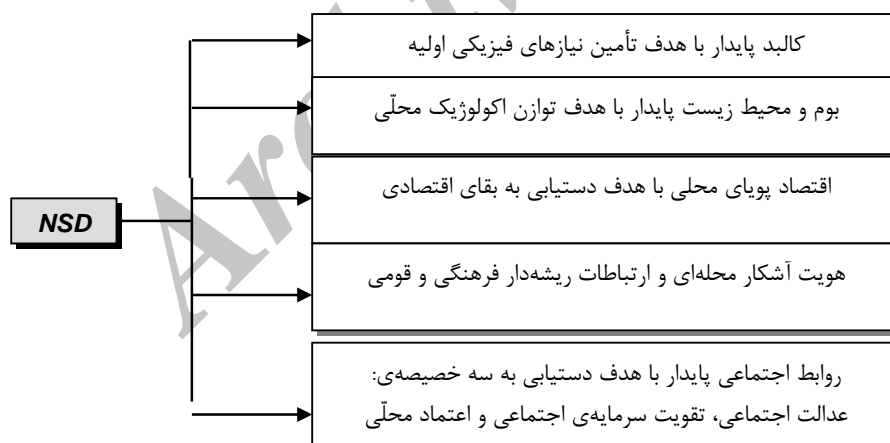 کالبد پایدار با هدف تأمین نیازهای فیزیکی اولیه
بوم و محیط زیست پایدار با هدف توازن اکولوژیک محلّی
اقتصاد پویای محلی با هدف دستیابی به بقای اقتصادی
NSD
هویت آشکار محله‌ای و ارتباطات ریشه‌دار فرهنگی و قومی
روابط اجتماعی پایدار با هدف دستیابی به سه خصیصه‌ی:
عدالت اجتماعی، تقویت سرمایه‌ی اجتماعی و اعتماد محلّی